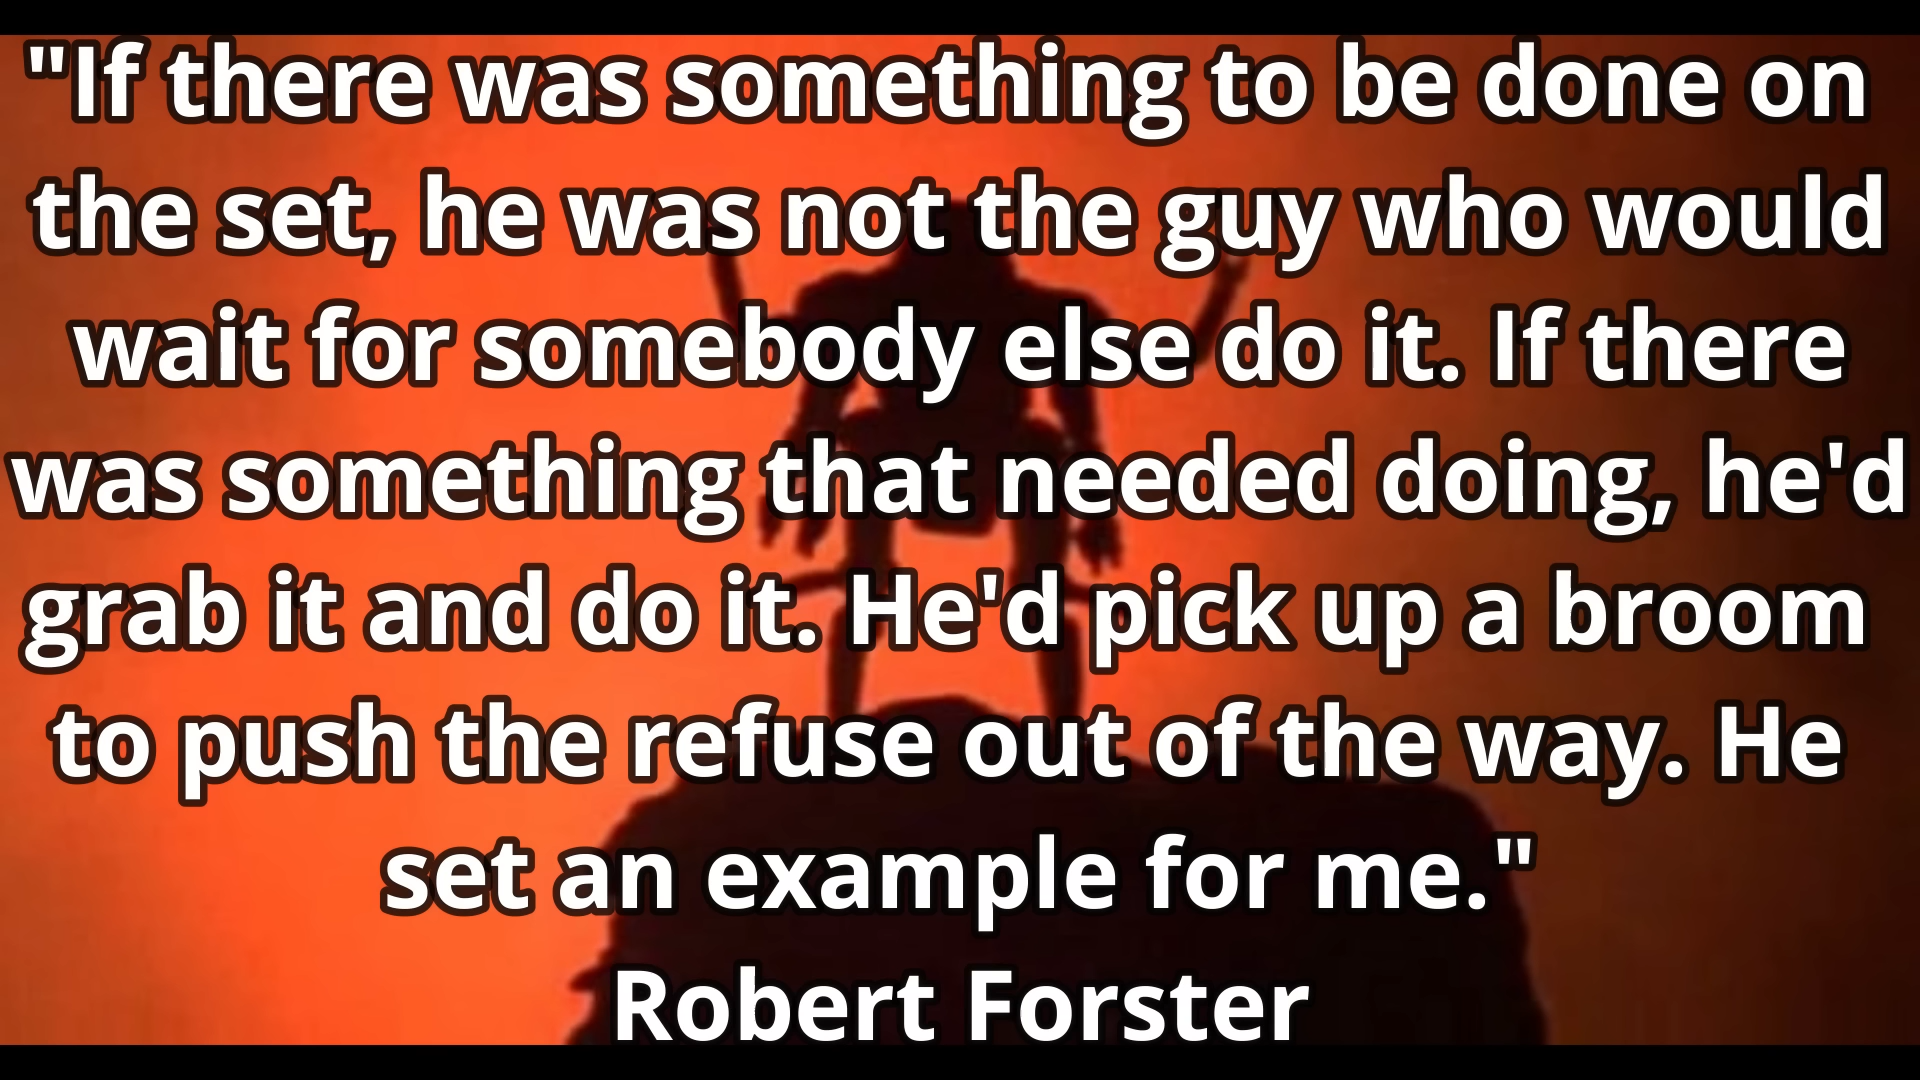 "If there was something to be done on
the set, he was not the guy who would
wait for somebody else do it. If there
was something that needed doing, he'd
grab it and do it. He'd pick up a broom
to push the refuse out of the way. He
set an example for me."
Robert Forster